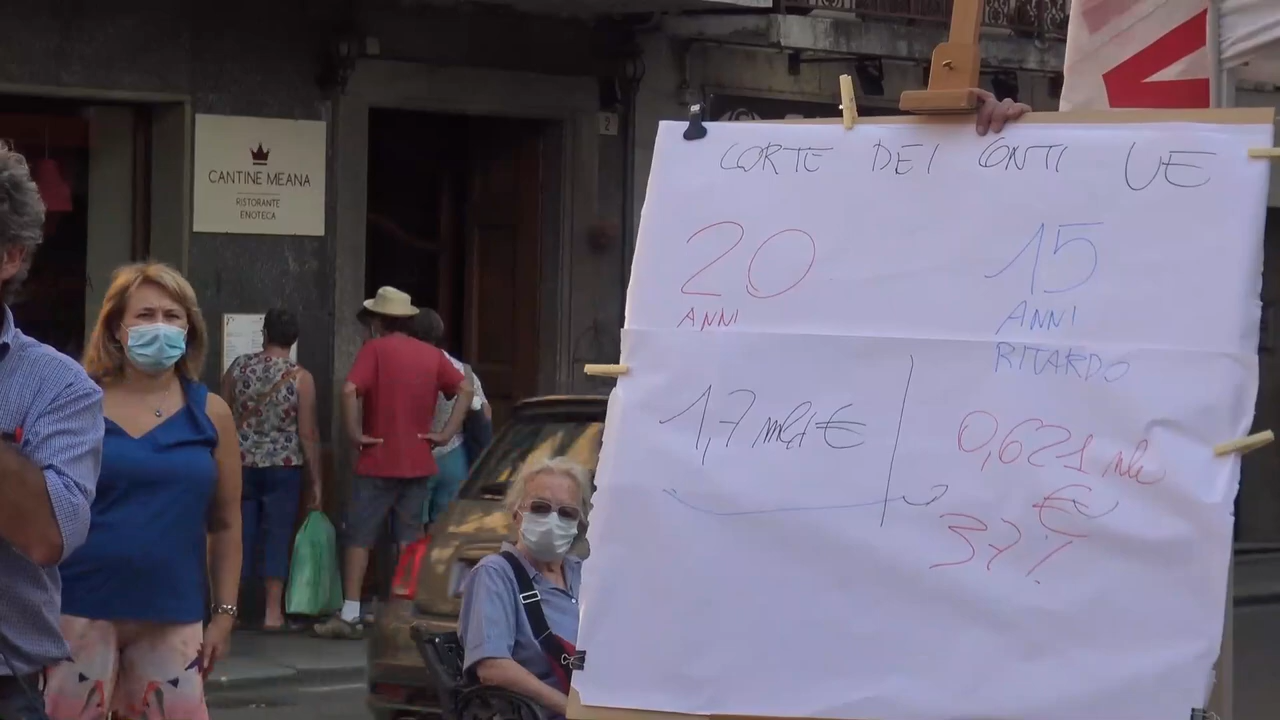 CANTINE MEANA
RISTORANTE
ENOTECA
2
CORTE DEI CONTI UE
20
ANNI
15
ANNI
RITARDO
1,7 mld €
0,621 mld
€
37%